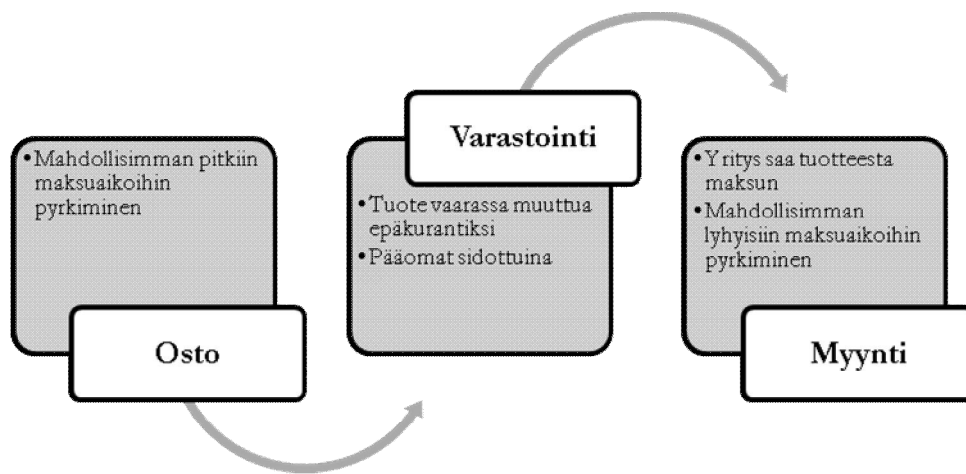 • Mahdollisimman pitkiin
maksuaikoihin
pyrkiminen
Osto
Varastointi
• Tuote vaarassa muuttua
epäkurantiksi
• Pääomat sidottuina
• Yritys saa tuotteesta
maksun
• Mahdollisimman
lyhyisiin maksuaikoihin
pyrkiminen
Myynti